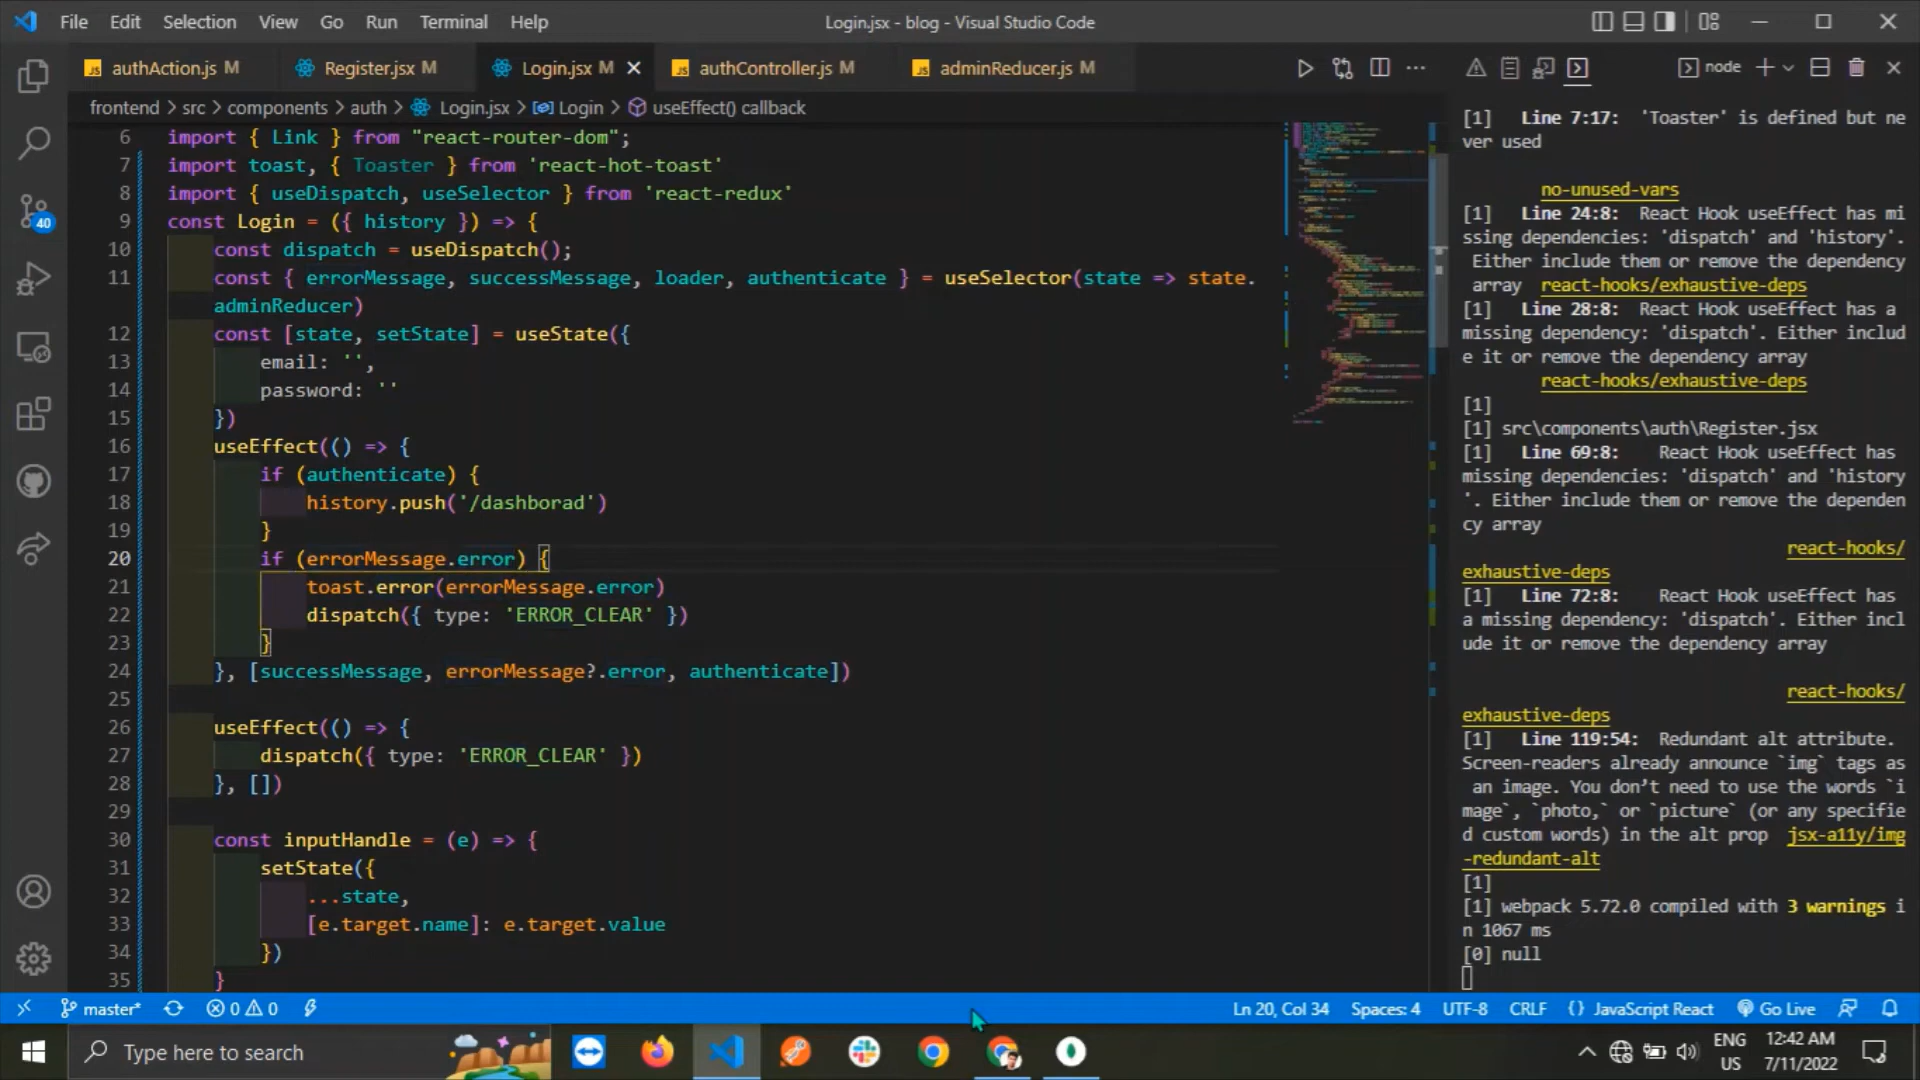 File Edit Selection View Go Run Terminal Help
Login.jsx - blog - Visual Studio Code
authAction.js M
Register.jsx M
Login.jsx M
authController.js M
adminReducer.js M
node
frontend > src > components > auth > Login.jsx > Login > useEffect() callback
6 import { Link } from "react-router-dom";
7 import toast, { Toaster } from 'react-hot-toast'
8 import { useDispatch, useSelector } from 'react-redux'
9 const Login = ({ history }) => {
10 const dispatch = useDispatch();
11 const { errorMessage, successMessage, loader, authenticate } = useSelector(state => state.
adminReducer)
12 const [state, setState] = useState({
13 email: '',
14 password: ''
15 })
16 useEffect(() => {
17 if (authenticate) {
18 history.push('/dashborad')
19 }
20 if (errorMessage.error) {
21 toast.error(errorMessage.error)
22 dispatch({ type: 'ERROR_CLEAR' })
23 }
24 }, [successMessage, errorMessage?.error, authenticate])
25
26 useEffect(() => {
27 dispatch({ type: 'ERROR_CLEAR' })
28 }, [])
29
30 const inputHandle = (e) => {
31 setState({
32 ...state,
33 [e.target.name]: e.target.value
34 })
35 }
[1] Line 7:17: 'Toaster' is defined but ne
ver used
no-unused-vars
[1] Line 24:8: React Hook useEffect has mi
ssing dependencies: 'dispatch' and 'history'.
Either include them or remove the dependency
array react-hooks/exhaustive-deps
[1] Line 28:8: React Hook useEffect has a
missing dependency: 'dispatch'. Either includ
e it or remove the dependency array
react-hooks/exhaustive-deps
[1]
[1] src\components\auth\Register.jsx
[1] Line 69:8: React Hook useEffect has
missing dependencies: 'dispatch' and 'history
'. Either include them or remove the dependen
cy array
react-hooks/
exhaustive-deps
[1] Line 72:8: React Hook useEffect has
a missing dependency: 'dispatch'. Either incl
ude it or remove the dependency array
react-hooks/
exhaustive-deps
[1] Line 119:54: Redundant alt attribute.
Screen-readers already announce `img` tags as
an image. You don’t need to use the words `i
mage`, `photo,` or `picture` (or any specifie
d custom words) in the alt prop jsx-a11y/img
-redundant-alt
[1]
[1] webpack 5.72.0 compiled with 3 warnings i
n 1067 ms
[0] null
40
master* 0 0
Ln 20, Col 34 Spaces: 4 UTF-8 CRLF {} JavaScript React Go Live
Type here to search
ENG
US
12:42 AM
7/11/2022